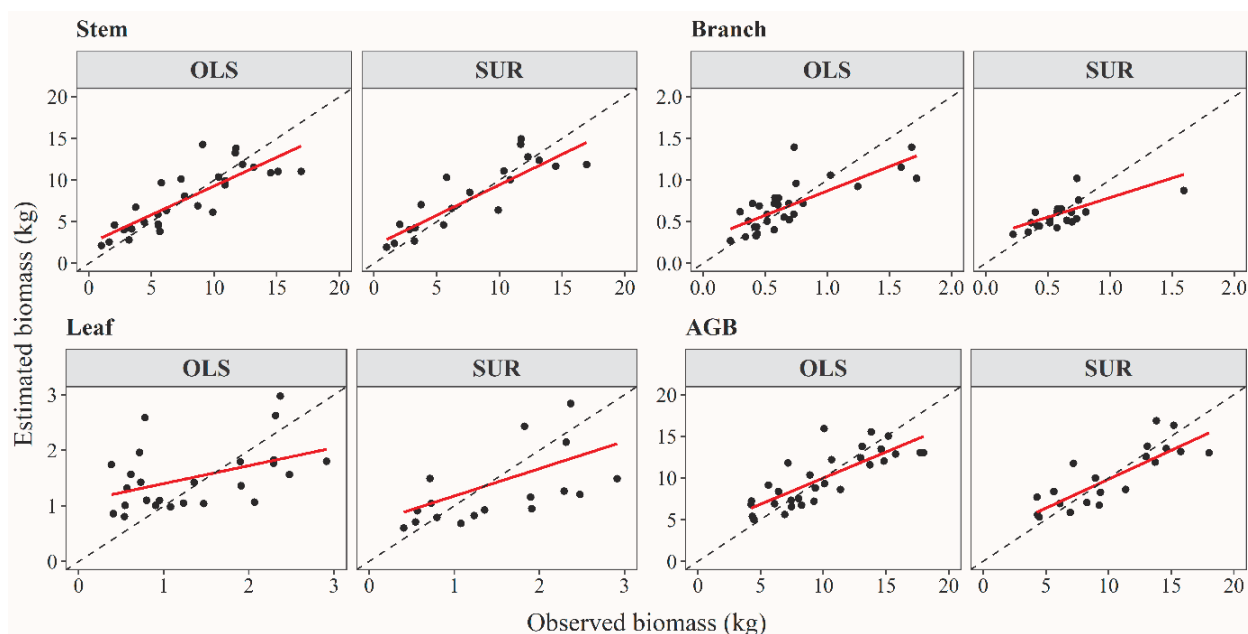 Stem
Branch
OLS
SUR
OLS
SUR
20
15
10
5
0
2.0
1.5
1.0
0.5
0.0
0 5 10 15 20
0 5 10 15 20
0.0 0.5 1.0 1.5 2.0
0.0 0.5 1.0 1.5 2.0
Estimated biomass (kg)
Leaf
AGB
OLS
SUR
OLS
SUR
3
2
1
0
20
15
10
5
0
0 1 2 3
0 1 2 3
0 5 10 15 20
0 5 10 15 20
Observed biomass (kg)